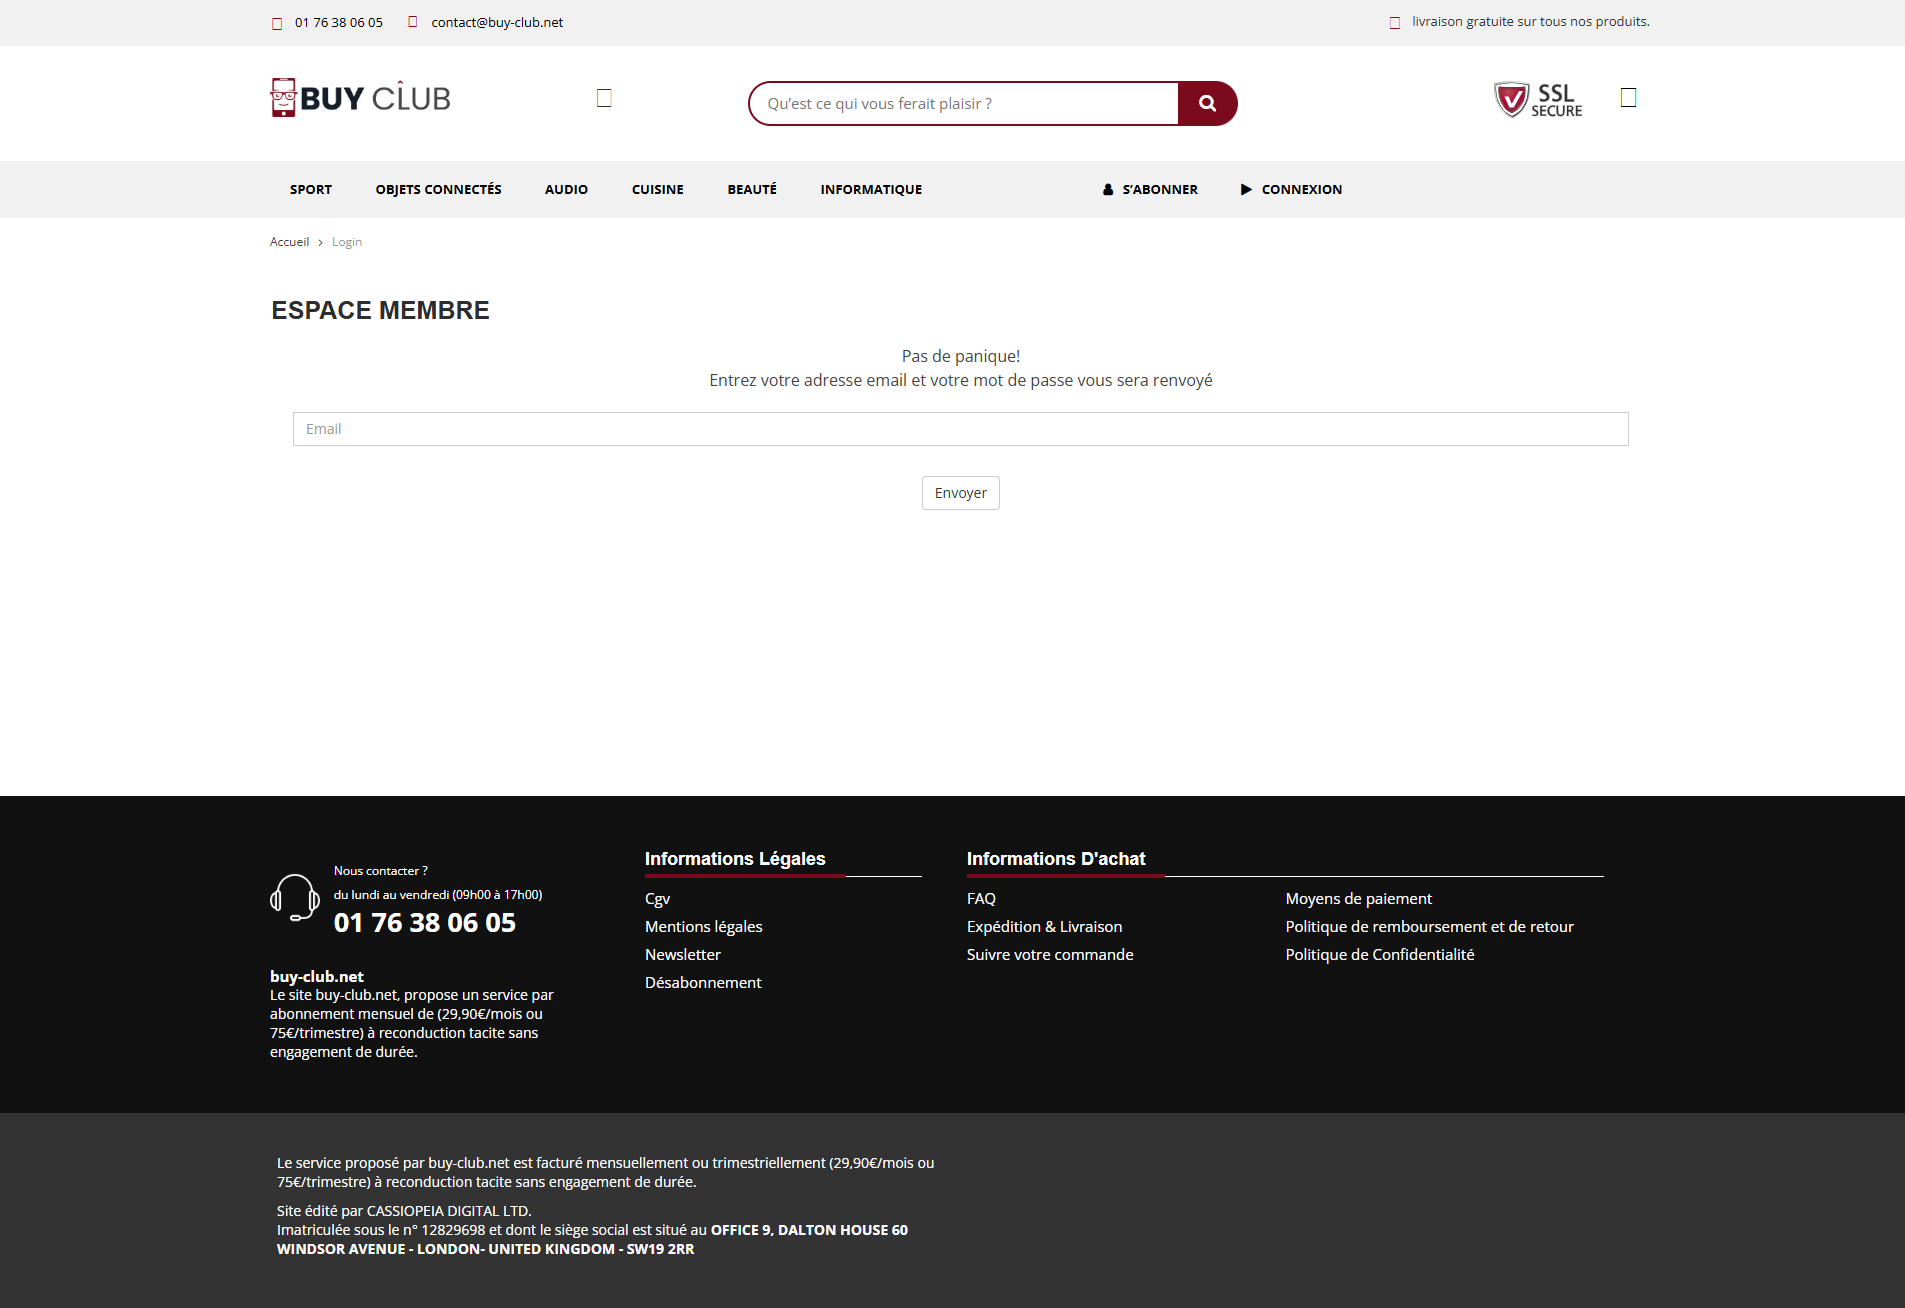 01 76 38 06 05
contact@buy-club.net
livraison gratuite sur tous nos produits.
BUY CLUB
Qu'est ce qui vous ferait plaisir ?
SSL
SECURE
SPORT
OBJETS CONNECTÉS
AUDIO
CUISINE
BEAUTÉ
INFORMATIQUE
S'ABONNER
CONNEXION
Accueil > Login
ESPACE MEMBRE
Pas de panique!
Entrez votre adresse email et votre mot de passe vous sera renvoyé
Email
Envoyer
Nous contacter ?
du lundi au vendredi (09h00 à 17h00)
01 76 38 06 05
buy-club.net
Le site buy-club.net, propose un service par
abonnement mensuel de (29,90€/mois ou
75€/trimestre) à reconduction tacite sans
engagement de durée.
Informations Légales
Cgv
Mentions légales
Newsletter
Désabonnement
Informations D'achat
FAQ
Expédition & Livraison
Suivre votre commande
Moyens de paiement
Politique de remboursement et de retour
Politique de Confidentialité
Le service proposé par buy-club.net est facturé mensuellement ou trimestriellement (29,90€/mois ou
75€/trimestre) à reconduction tacite sans engagement de durée.
Site édité par CASSIOPEIA DIGITAL LTD.
Imatriculée sous le n° 12829698 et dont le siège social est situé au OFFICE 9, DALTON HOUSE 60
WINDSOR AVENUE - LONDON- UNITED KINGDOM - SW19 2RR